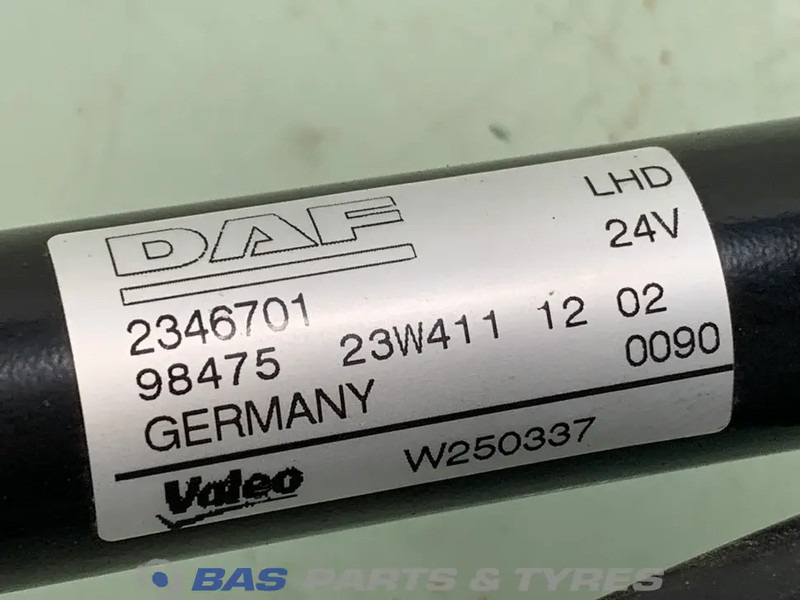 DAF LHD
24V
2346701
98475 23W411 12 02
0090
GERMANY
Valeo W250337
BAS PARTS & TYRES